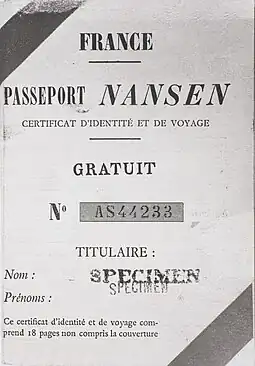 FRANCE
PASSEPORT NANSEN
CERTIFICAT D'IDENTITÉ ET DE VOYAGE
GRATUIT
No AS44233
TITULAIRE :
Nom : SPECIMEN
SPECIMEN
Prénoms :
Ce certificat d'identité et de voyage com-
prend 18 pages non compris la couverture